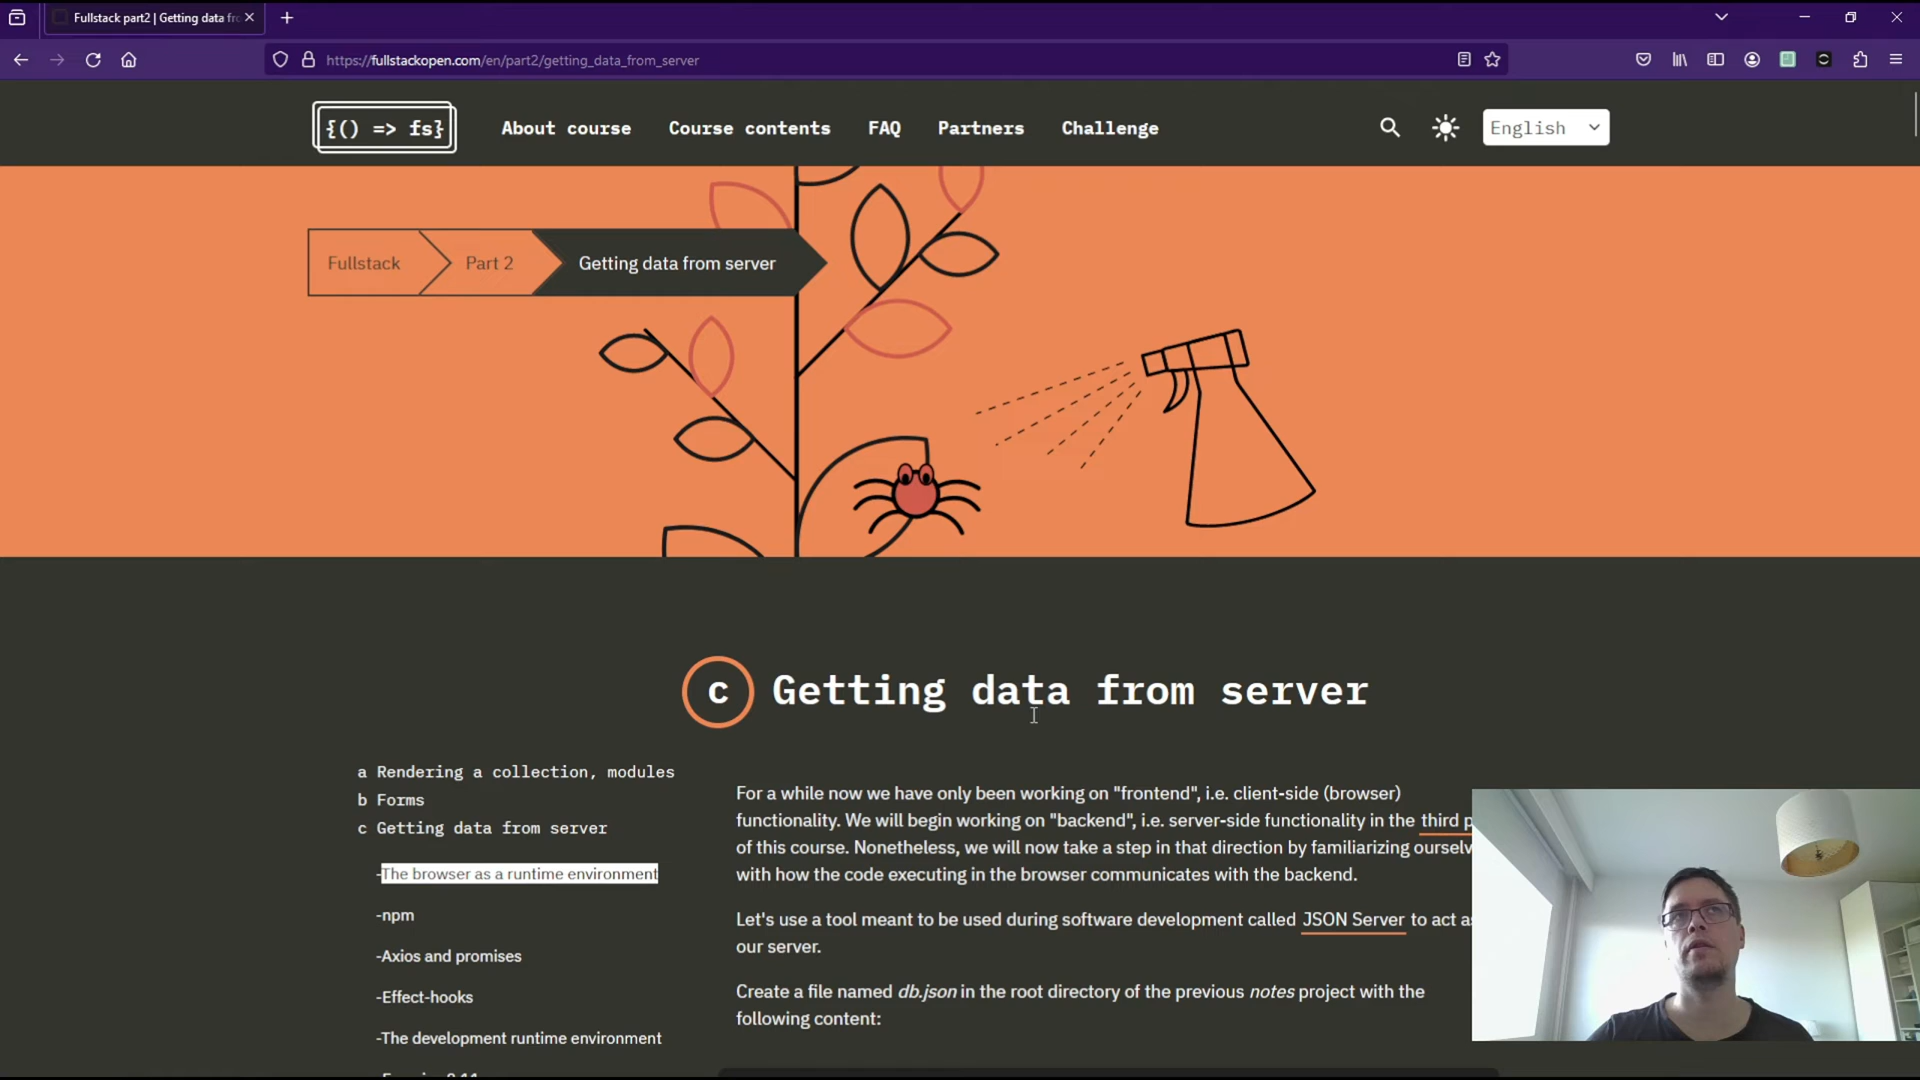 Fullstack part2 | Getting data fro
https://fullstackopen.com/en/part2/getting_data_from_server
{() => fs}
About course
Course contents
FAQ
Partners
Challenge
English
Fullstack
Part 2
Getting data from server
c
Getting data from server
a Rendering a collection, modules
b Forms
c Getting data from server
-The browser as a runtime environment
-npm
-Axios and promises
-Effect-hooks
-The development runtime environment
For a while now we have only been working on "frontend", i.e. client-side (browser)
functionality. We will begin working on "backend", i.e. server-side functionality in the third p
of this course. Nonetheless, we will now take a step in that direction by familiarizing ourselv
with how the code executing in the browser communicates with the backend.
Let's use a tool meant to be used during software development called JSON Server to act as
our server.
Create a file named db.json in the root directory of the previous notes project with the
following content: